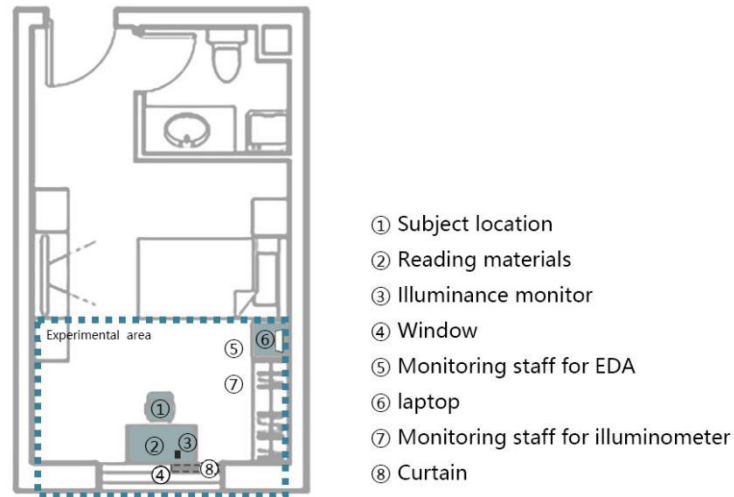 Experimental area
⑥
⑤
⑦
①
② ③
④ ⑧
① Subject location
② Reading materials
③ Illuminance monitor
④ Window
⑤ Monitoring staff for EDA
⑥ laptop
⑦ Monitoring staff for illuminometer
⑧ Curtain